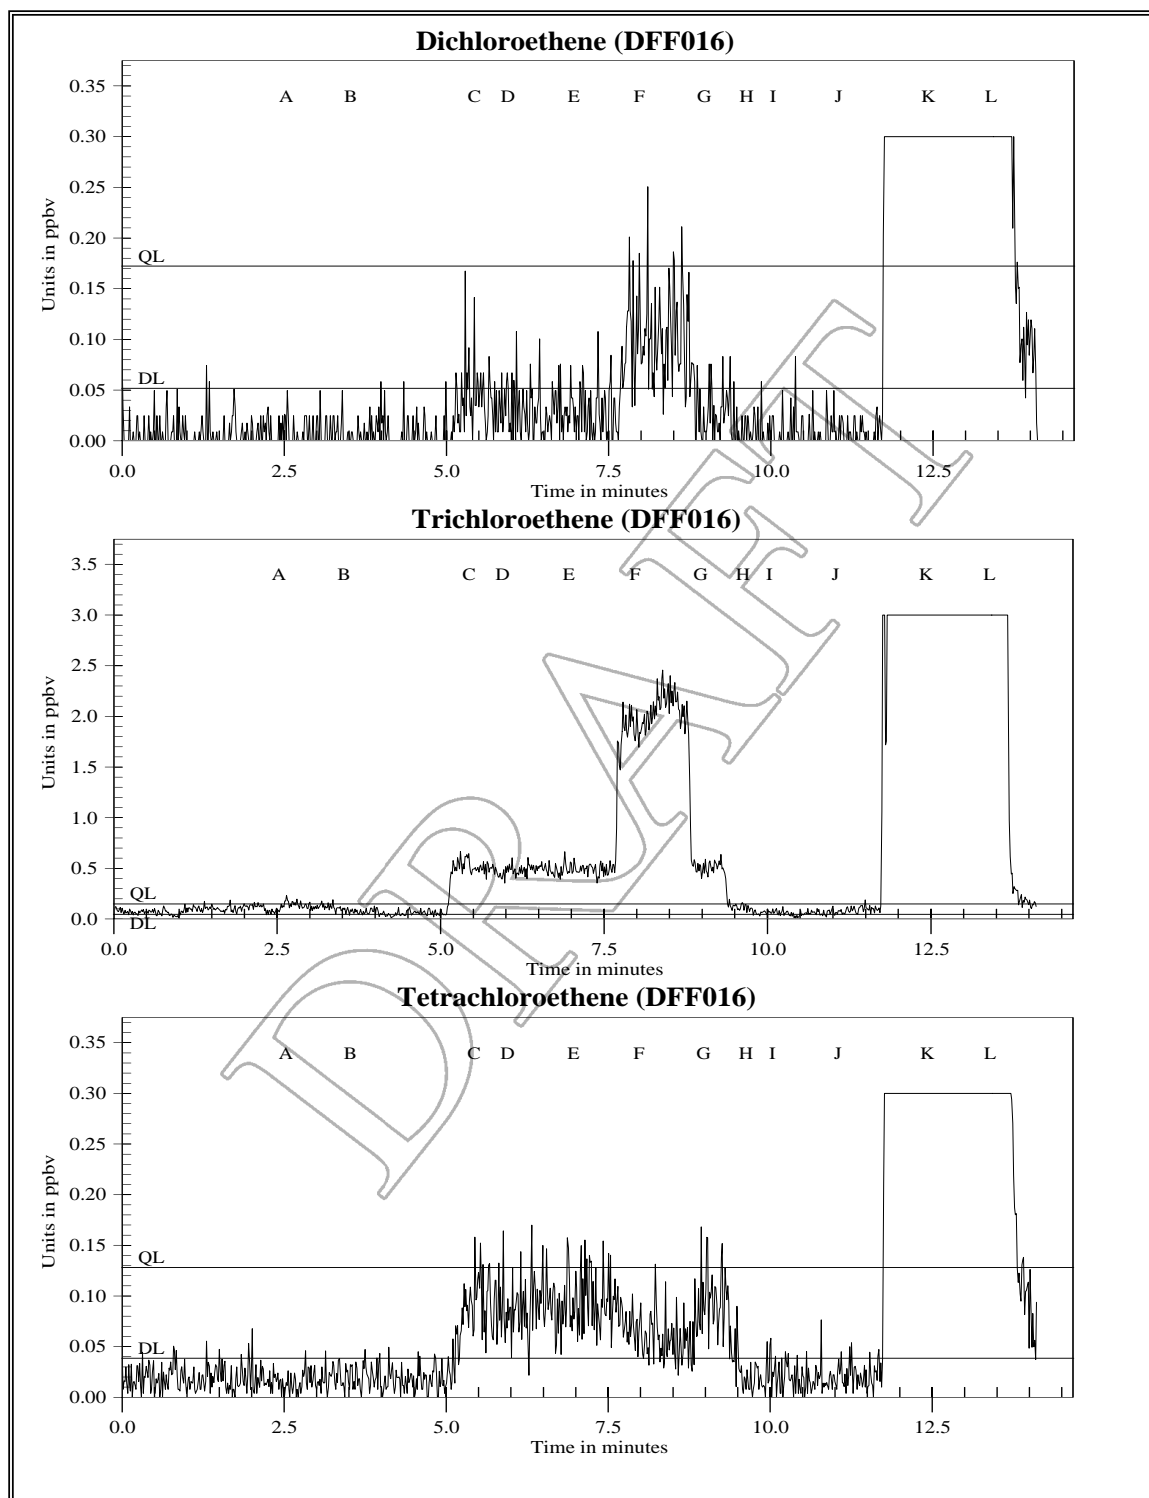 Dichloroethene (DFF016)
0.35
A B C D E F G H I J K L
0.30
0.25
Units in ppbv
0.20
QL
0.15
0.10
DL
0.05
0.00
0.0 2.5 5.0 7.5 10.0 12.5
Time in minutes
Trichloroethene (DFF016)
3.5
A B C D E F G H I J K L
3.0
2.5
Units in ppbv
2.0
1.5
1.0
0.5
QL
0.0
DL
0.0 2.5 5.0 7.5 10.0 12.5
Time in minutes
Tetrachloroethene (DFF016)
0.35
A B C D E F G H I J K L
0.30
0.25
Units in ppbv
0.20
0.15
QL
0.10
0.05
DL
0.00
0.0 2.5 5.0 7.5 10.0 12.5
Time in minutes
DRAFT